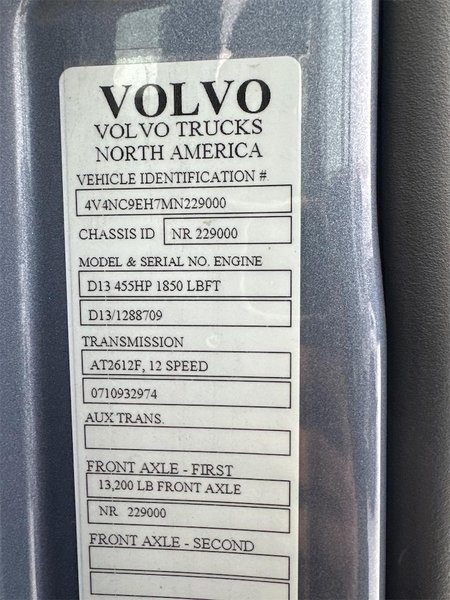 VOLVO
VOLVO TRUCKS
NORTH AMERICA
VEHICLE IDENTIFICATION #
4V4NC9EH7MN229000
CHASSIS ID NR 229000
MODEL & SERIAL NO. ENGINE
D13 455HP 1850 LBFT
D13/1288709
TRANSMISSION
AT2612F, 12 SPEED
0710932974
AUX TRANS.
FRONT AXLE - FIRST
13,200 LB FRONT AXLE
NR 229000
FRONT AXLE - SECOND